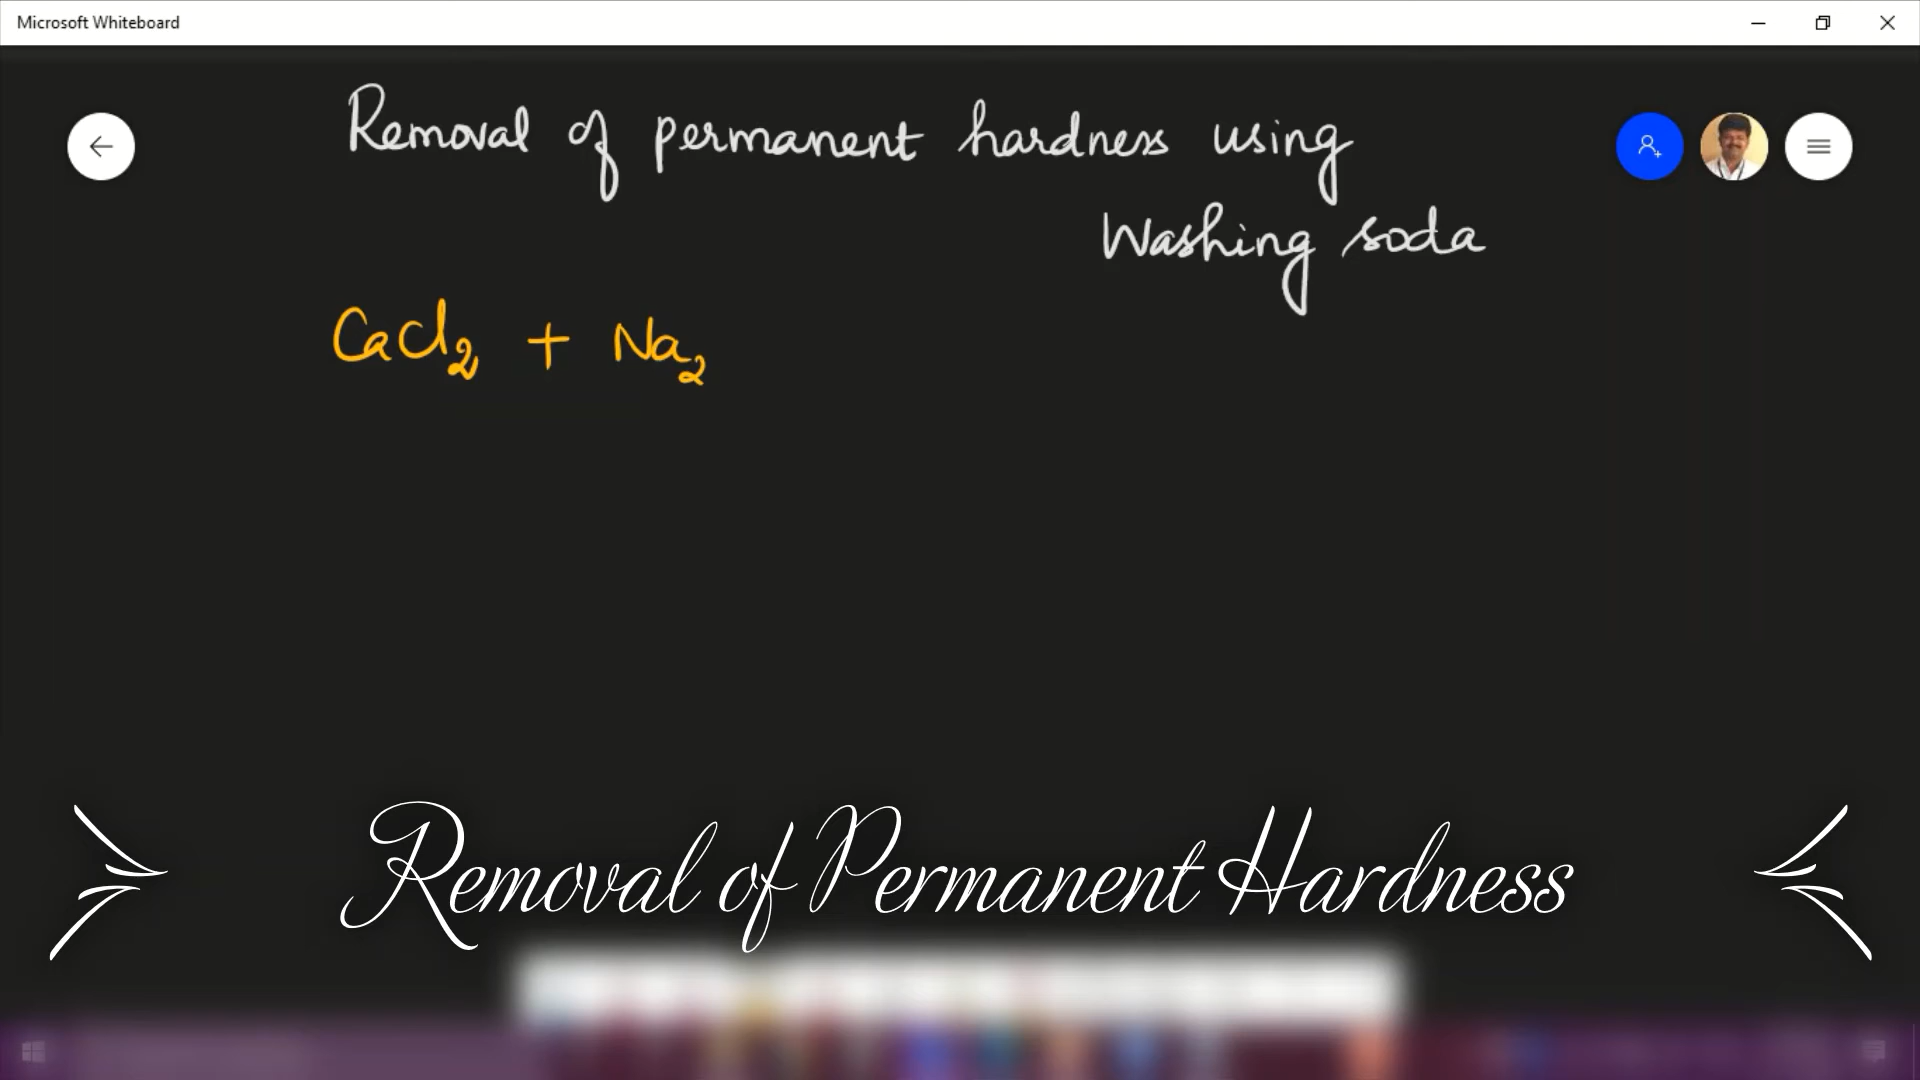 Microsoft Whiteboard
Removal of permanent hardness using
Washing soda
CaCl₂ + Na₂
Removal of Permanent Hardness